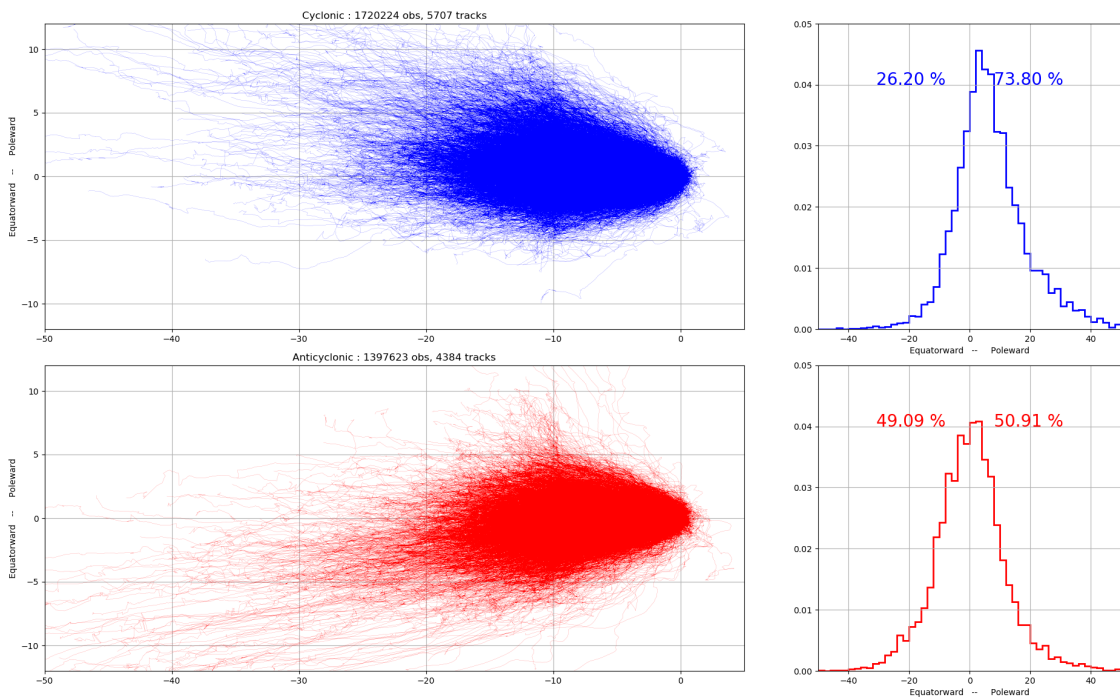 Cyclonic : 1720224 obs, 5707 tracks
10
5
0
−5
−10
Equatorward -- Poleward
−50 −40 −30 −20 −10 0
0.05
0.04
0.03
0.02
0.01
0.00
26.20 % 73.80 %
−40 −20 0 20 40
Equatorward -- Poleward
Anticyclonic : 1397623 obs, 4384 tracks
10
5
0
−5
−10
Equatorward -- Poleward
−50 −40 −30 −20 −10 0
0.05
0.04
0.03
0.02
0.01
0.00
49.09 % 50.91 %
−40 −20 0 20 40
Equatorward -- Poleward